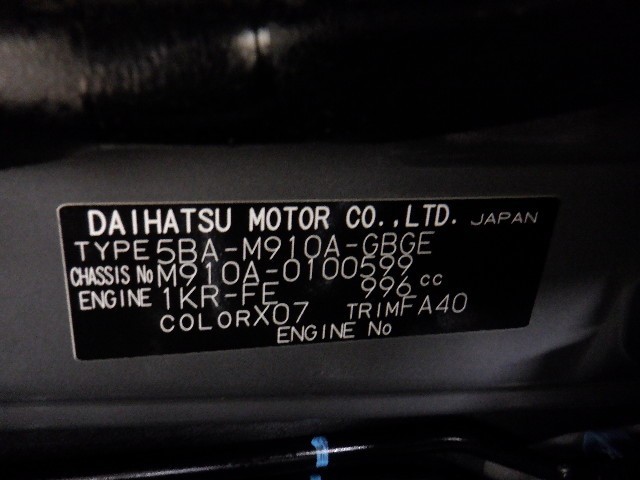 DAIHATSU MOTOR CO.,LTD. JAPAN
TYPE 5BA-M910A-GBGE
CHASSIS No M910A-0100599
ENGINE 1KR-FE 996 cc
COLOR X07 TRIM FA40
ENGINE No